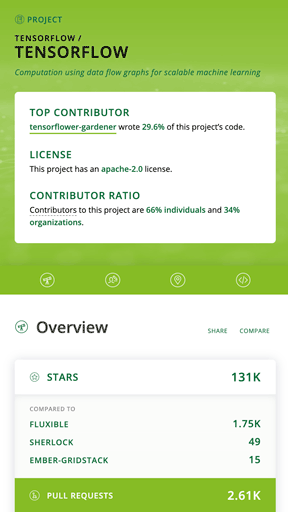 PROJECT
TENSORFLOW /
TENSORFLOW
Computation using data flow graphs for scalable machine learning
TOP CONTRIBUTOR
tensorflower-gardener wrote 29.6% of this project's code.
LICENSE
This project has an apache-2.0 license.
CONTRIBUTOR RATIO
Contributors to this project are 66% individuals and 34%
organizations.
Overview
SHARE COMPARE
STARS 131K
COMPARED TO
FLUXIBLE 1.75K
SHERLOCK 49
EMBER-GRIDSTACK 15
PULL REQUESTS 2.61K